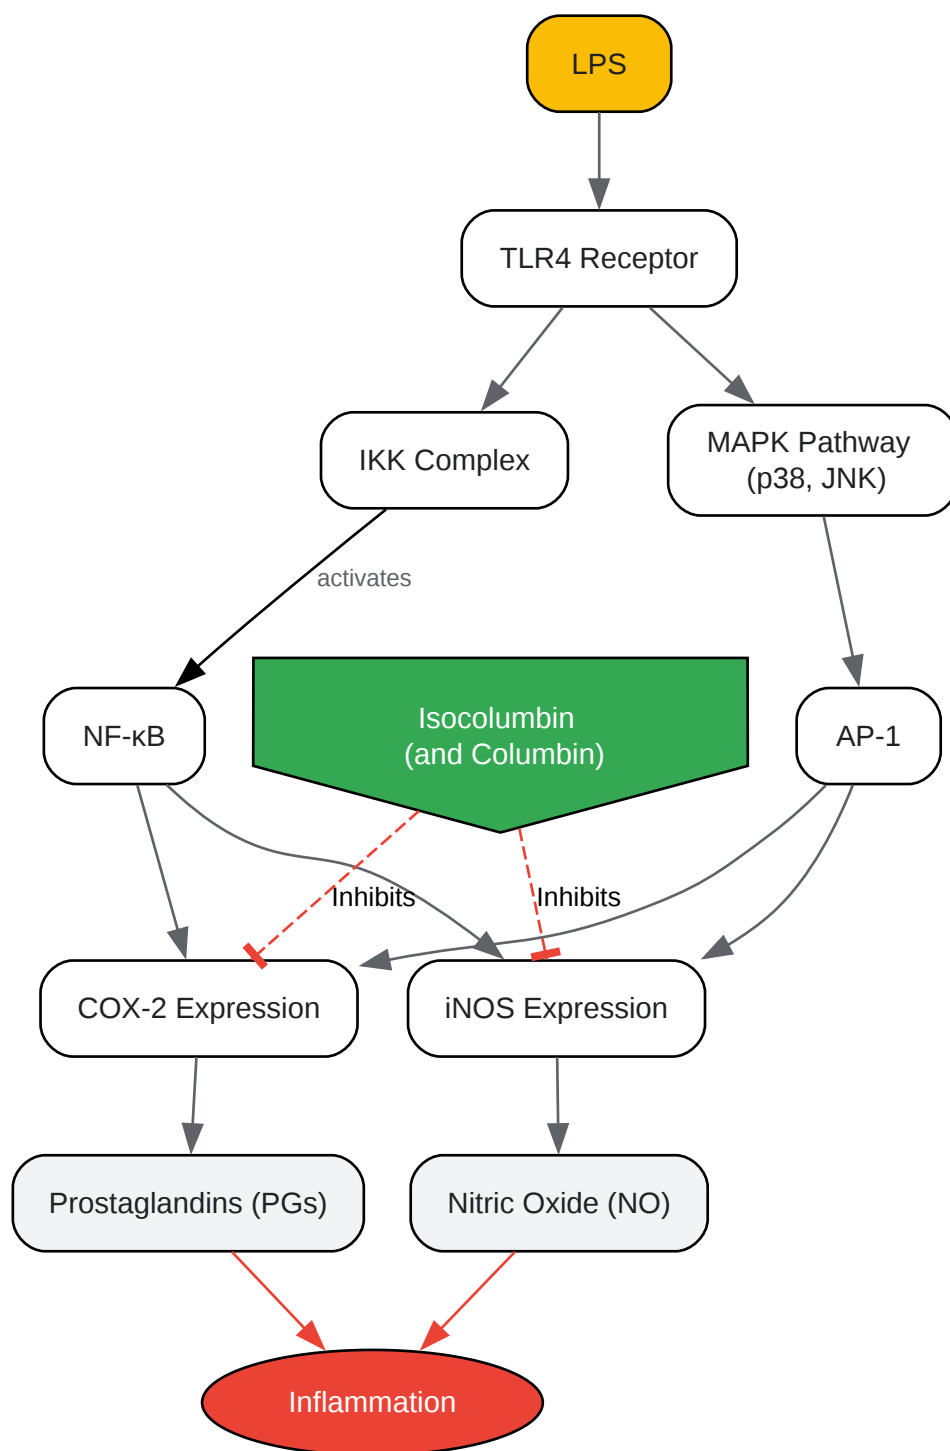 LPS
TLR4 Receptor
IKK Complex
MAPK Pathway
(p38, JNK)
activates
NF-κB
Isocolumbin
(and Columbin)
AP-1
Inhibits
Inhibits
COX-2 Expression
iNOS Expression
Prostaglandins (PGs)
Nitric Oxide (NO)
Inflammation